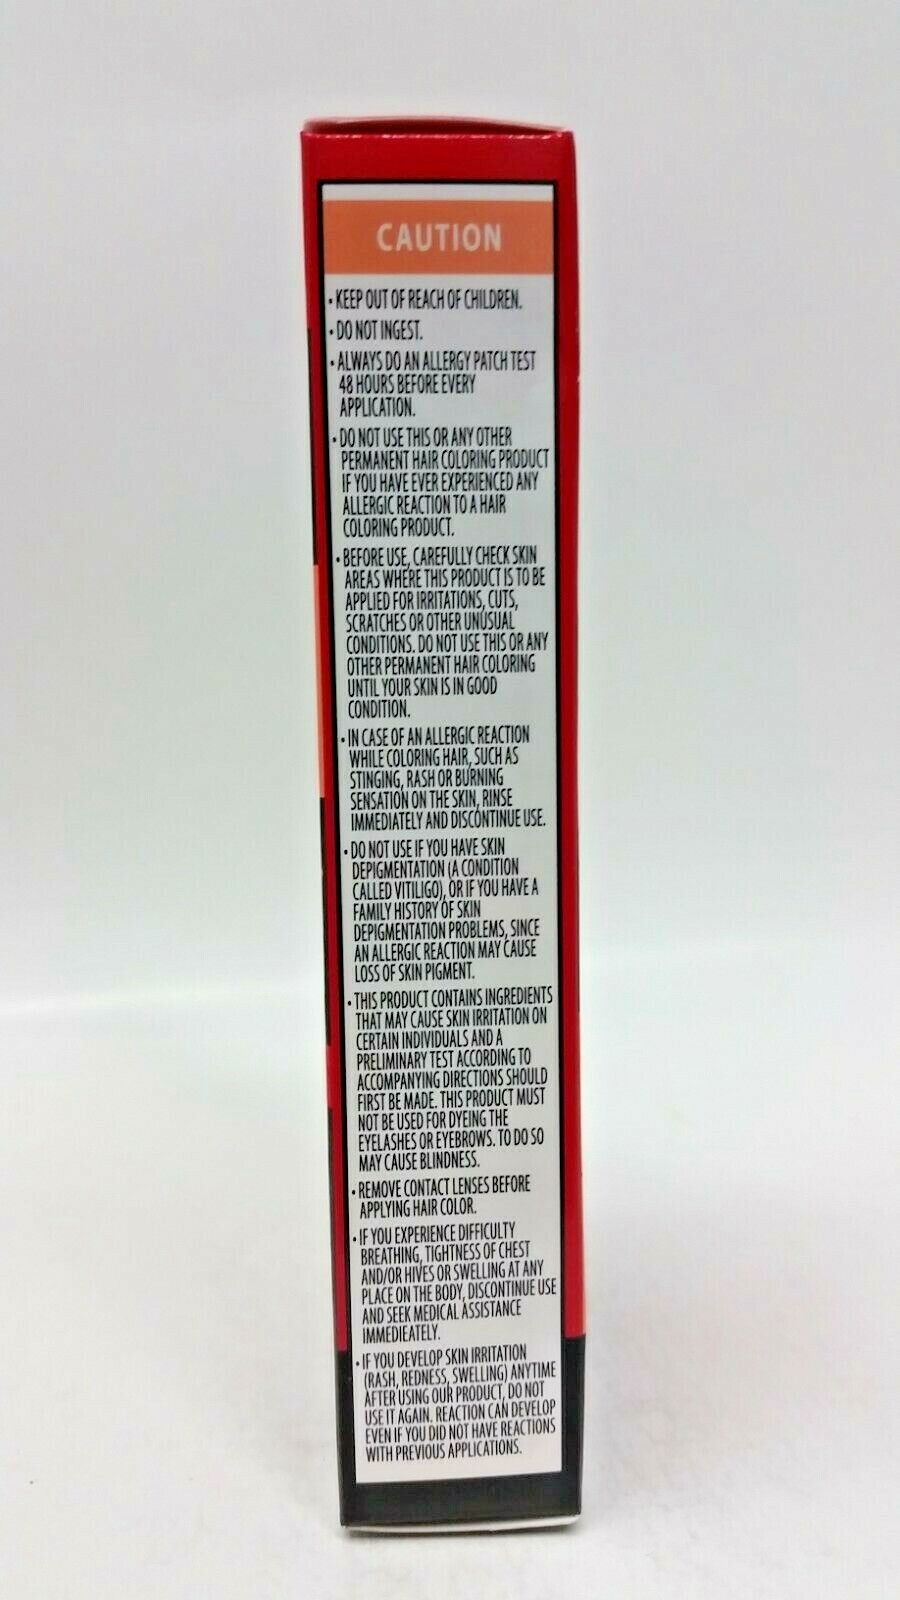 CAUTION
• KEEP OUT OF REACH OF CHILDREN.
• DO NOT INGEST.
• ALWAYS DO AN ALLERGY PATCH TEST
48 HOURS BEFORE EVERY
APPLICATION.
• DO NOT USE THIS OR ANY OTHER
PERMANENT HAIR COLORING PRODUCT
IF YOU HAVE EVER EXPERIENCED ANY
ALLERGIC REACTION TO A HAIR
COLORING PRODUCT.
• BEFORE USE, CAREFULLY CHECK SKIN
AREAS WHERE THIS PRODUCT IS TO BE
APPLIED FOR IRRITATIONS, CUTS,
SCRATCHES OR OTHER UNUSUAL
CONDITIONS. DO NOT USE THIS OR ANY
OTHER PERMANENT HAIR COLORING
UNTIL YOUR SKIN IS IN GOOD
CONDITION.
• IN CASE OF AN ALLERGIC REACTION
WHILE COLORING HAIR, SUCH AS
STINGING, RASH OR BURNING
SENSATION ON THE SKIN, RINSE
IMMEDIATELY AND DISCONTINUE USE.
• DO NOT USE IF YOU HAVE SKIN
DEPIGMENTATION (A CONDITION
CALLED VITILIGO), OR IF YOU HAVE A
FAMILY HISTORY OF SKIN
DEPIGMENTATION PROBLEMS, SINCE
AN ALLERGIC REACTION MAY CAUSE
LOSS OF SKIN PIGMENT.
• THIS PRODUCT CONTAINS INGREDIENTS
THAT MAY CAUSE SKIN IRRITATION ON
CERTAIN INDIVIDUALS AND A
PRELIMINARY TEST ACCORDING TO
ACCOMPANYING DIRECTIONS SHOULD
FIRST BE MADE. THIS PRODUCT MUST
NOT BE USED FOR DYEING THE
EYELASHES OR EYEBROWS. TO DO SO
MAY CAUSE BLINDNESS.
• REMOVE CONTACT LENSES BEFORE
APPLYING HAIR COLOR.
• IF YOU EXPERIENCE DIFFICULTY
BREATHING, TIGHTNESS OF CHEST
AND/OR HIVES OR SWELLING AT ANY
PLACE ON THE BODY, DISCONTINUE USE
AND SEEK MEDICAL ASSISTANCE
IMMEDIEATELY.
• IF YOU DEVELOP SKIN IRRITATION
(RASH, REDNESS, SWELLING) ANYTIME
AFTER USING OUR PRODUCT, DO NOT
USE IT AGAIN. REACTION CAN DEVELOP
EVEN IF YOU DID NOT HAVE REACTIONS
WITH PREVIOUS APPLICATIONS.